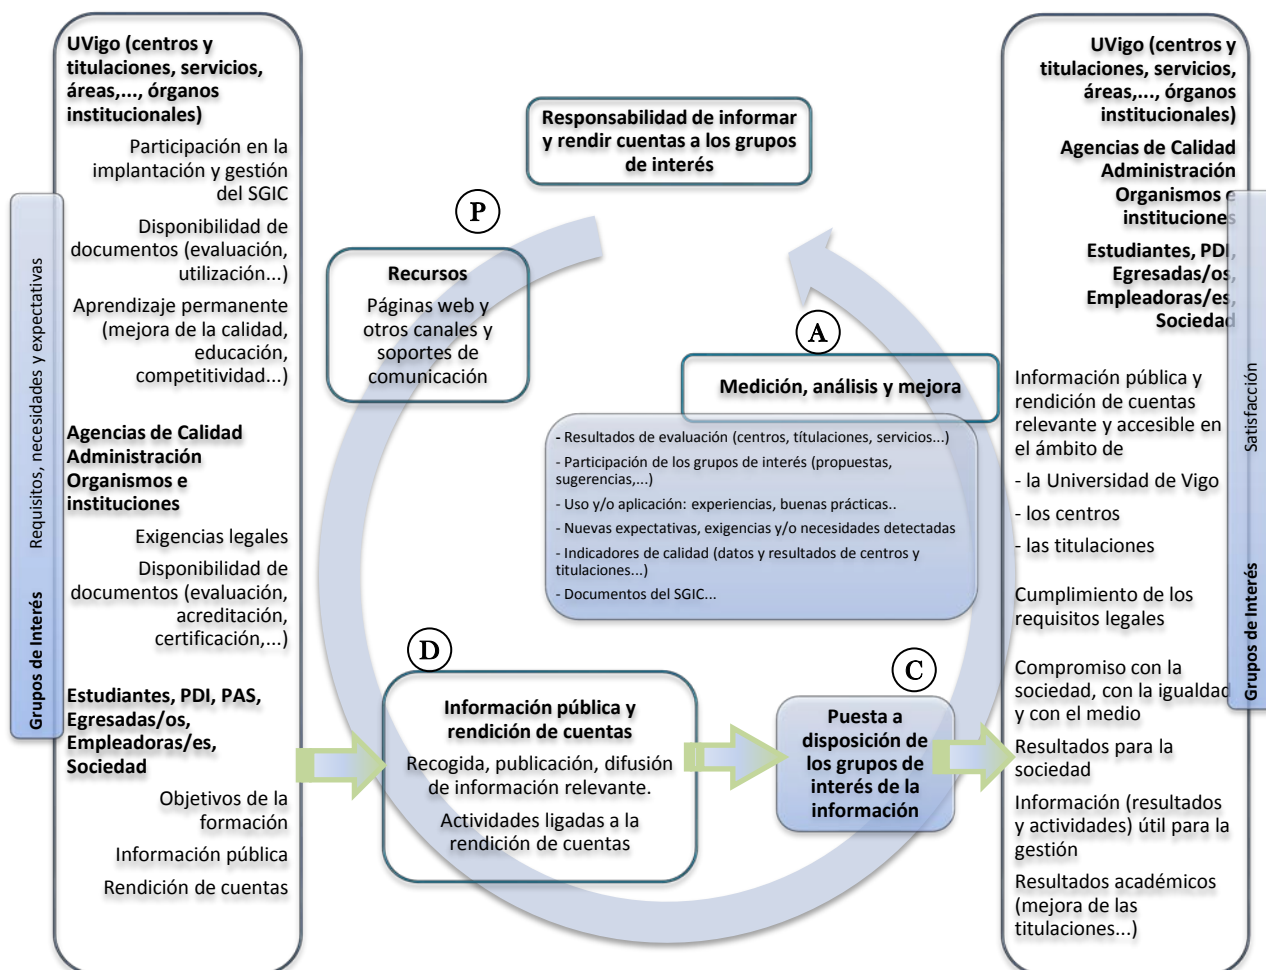 UVigo (centros y
titulaciones, servicios,
áreas,..., órganos
institucionales)
Participación en la
implantación y gestión
del SGIC
Disponibilidad de
documentos (evaluación,
utilización...)
Aprendizaje permanente
(mejora de la calidad,
educación,
competitividad...)
Agencias de Calidad
Administración
Organismos e
instituciones
Exigencias legales
Disponibilidad de
documentos (evaluación,
acreditación,
certificación,...)
Estudiantes, PDI, PAS,
Egresadas/os,
Empleadoras/es,
Sociedad
Objetivos de la
formación
Información pública
Rendición de cuentas
Grupos de Interés Requisitos, necesidades y expectativas
Responsabilidad de informar
y rendir cuentas a los grupos
de interés
P
Recursos
Páginas web y
otros canales y
soportes de
comunicación
A
Medición, análisis y mejora
- Resultados de evaluación (centros, títulaciones, servicios...)
- Participación de los grupos de interés (propuestas,
sugerencias,...)
- Uso y/o aplicación: experiencias, buenas prácticas..
- Nuevas expectativas, exigencias y/o necesidades detectadas
- Indicadores de calidad (datos y resultados de centros y
titulaciones...)
- Documentos del SGIC...
D
Información pública y
rendición de cuentas
Recogida, publicación, difusión
de información relevante.
Actividades ligadas a la
rendición de cuentas
C
Puesta a
disposición de
los grupos de
interés de la
información
UVigo (centros y
titulaciones, servicios,
áreas,..., órganos
institucionales)
Agencias de Calidad
Administración
Organismos e
instituciones
Estudiantes, PDI,
Egresadas/os,
Empleadoras/es,
Sociedad
Información pública y
rendición de cuentas
relevante y accesible en
el ámbito de
- la Universidad de Vigo
- los centros
- las titulaciones
Cumplimiento de los
requisitos legales
Compromiso con la
sociedad, con la igualdad
y con el medio
Resultados para la
sociedad
Información (resultados
y actividades) útil para la
gestión
Resultados académicos
(mejora de las
titulaciones...)
Grupos de Interés Satisfacción